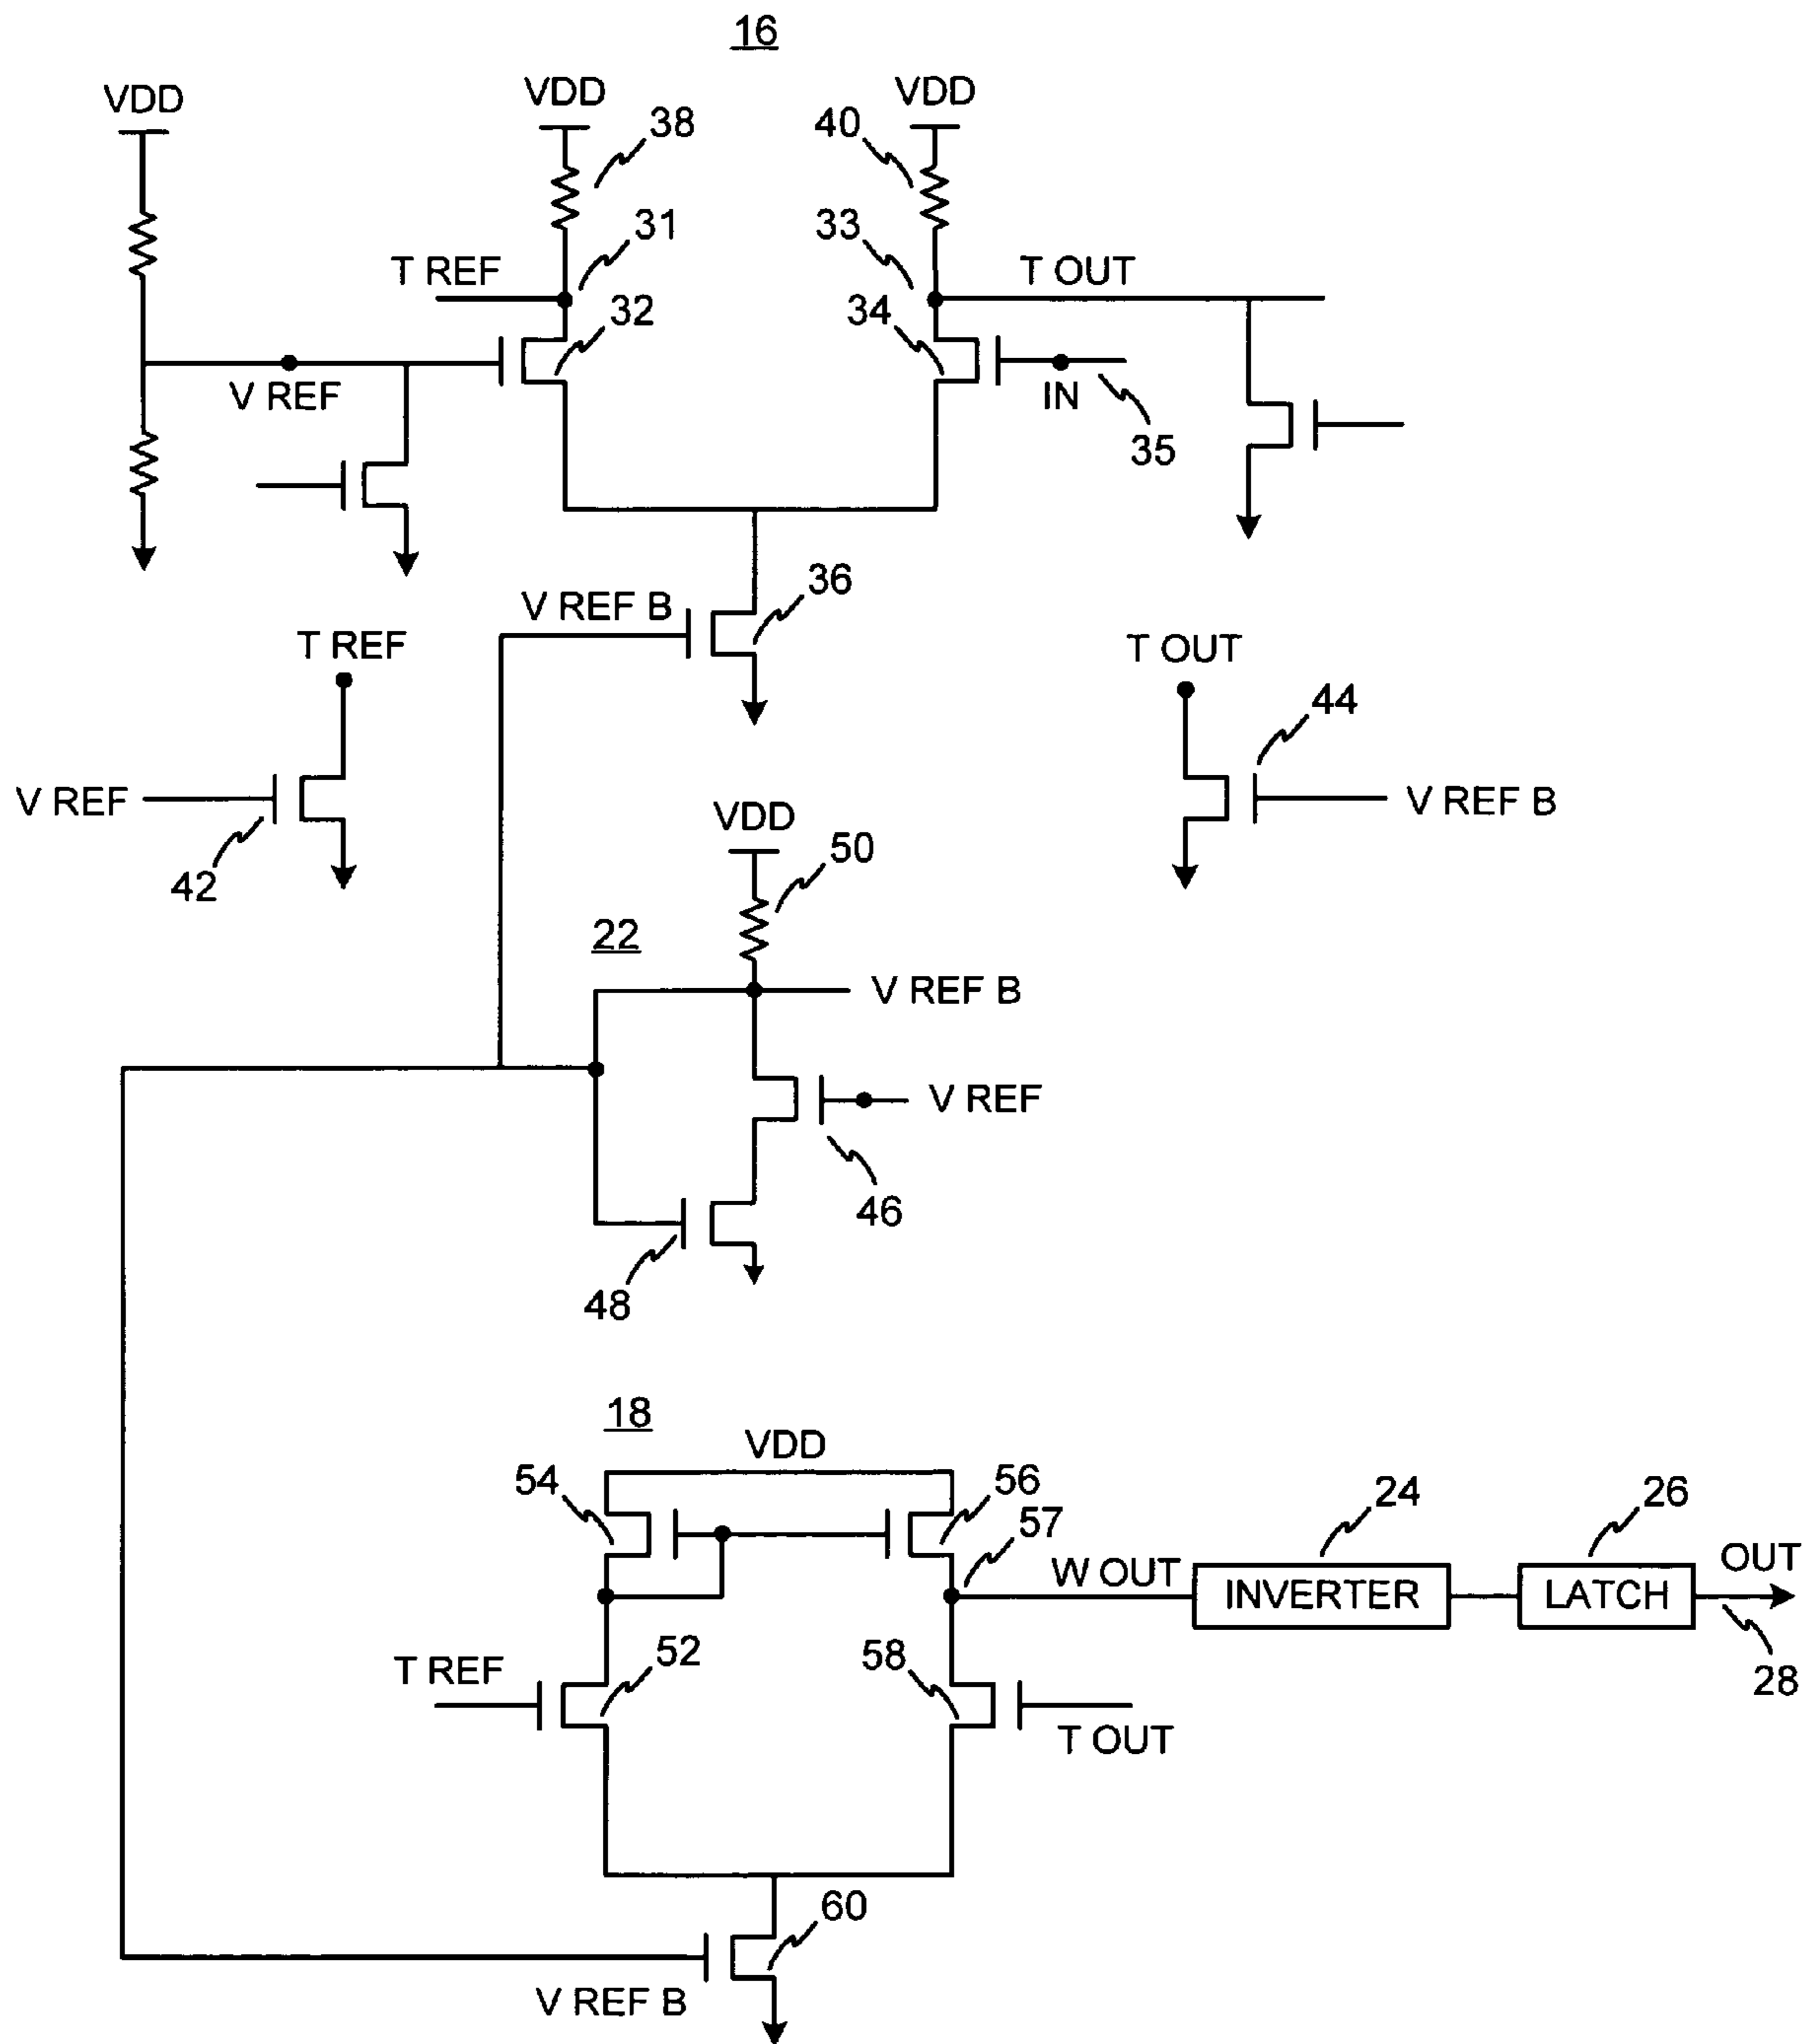 16
VDD
VDD
VDD
38
40
31
33
T REF
T OUT
32
34
V REF
IN
35
36
V REF B
T REF
T OUT
44
V REF
V REF B
42
VDD
50
22
V REF B
V REF
46
48
18
VDD
54
56
57
24
26
W OUT
INVERTER
LATCH
OUT
28
T REF
52
58
T OUT
60
V REF B